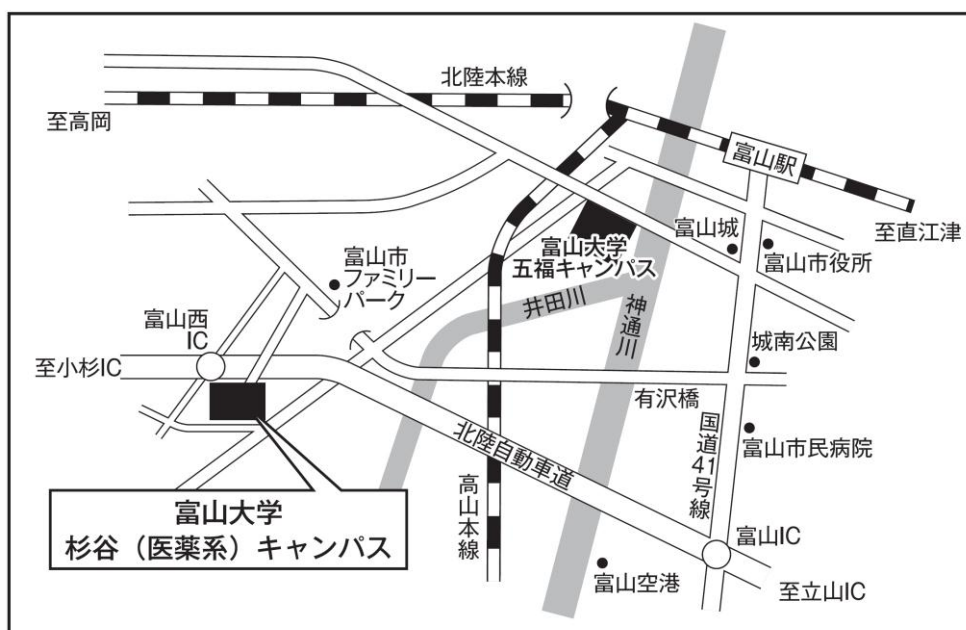 北陸本線
至高岡
富山駅
至直江津
富山城
富山市役所
富山大学
五福キャンパス
富山市
ファミリー
パーク
井田川
神通川
富山西
IC
至小杉IC
城南公園
有沢橋
国道41号線
富山市民病院
北陸自動車道
高山本線
富山大学
杉谷（医薬系）キャンパス
富山IC
富山空港
至立山IC